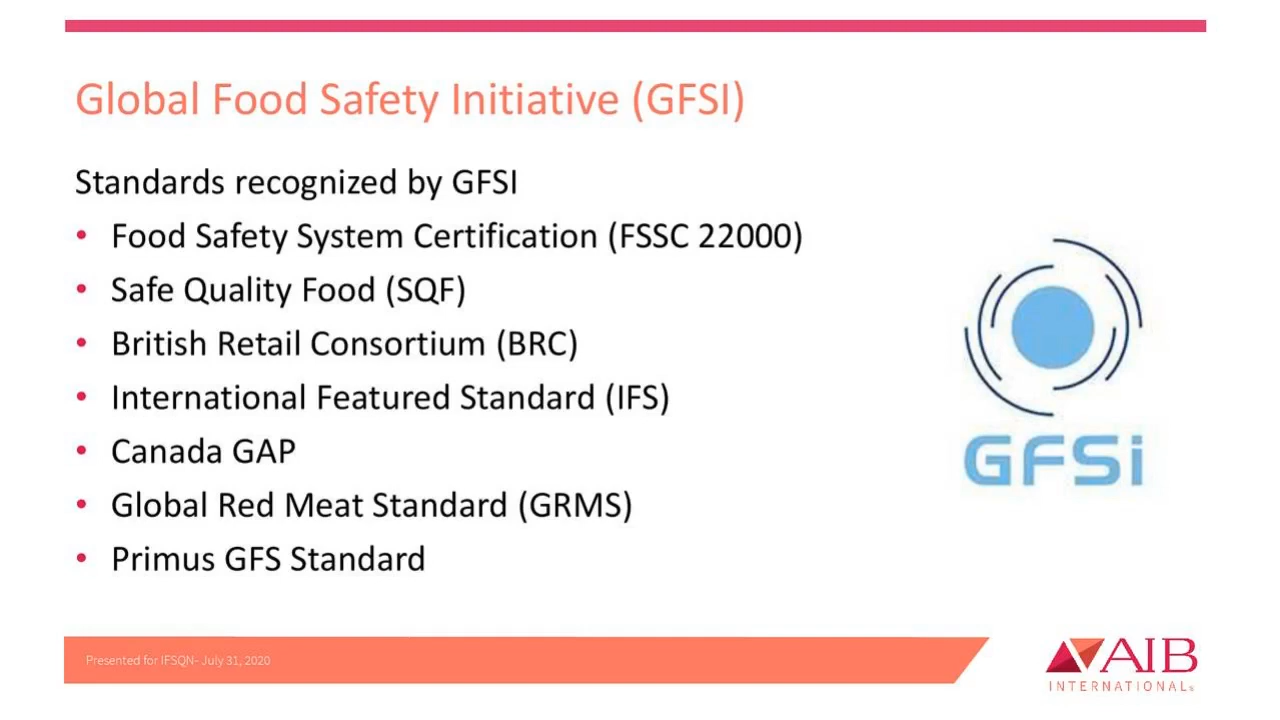 Global Food Safety Initiative (GFSI)
Standards recognized by GFSI
• Food Safety System Certification (FSSC 22000)
• Safe Quality Food (SQF)
• British Retail Consortium (BRC)
• International Featured Standard (IFS)
• Canada GAP
• Global Red Meat Standard (GRMS)
• Primus GFS Standard
GFSi
Presented for IFSQN- July 31, 2020
AIB
INTERNATIONAL